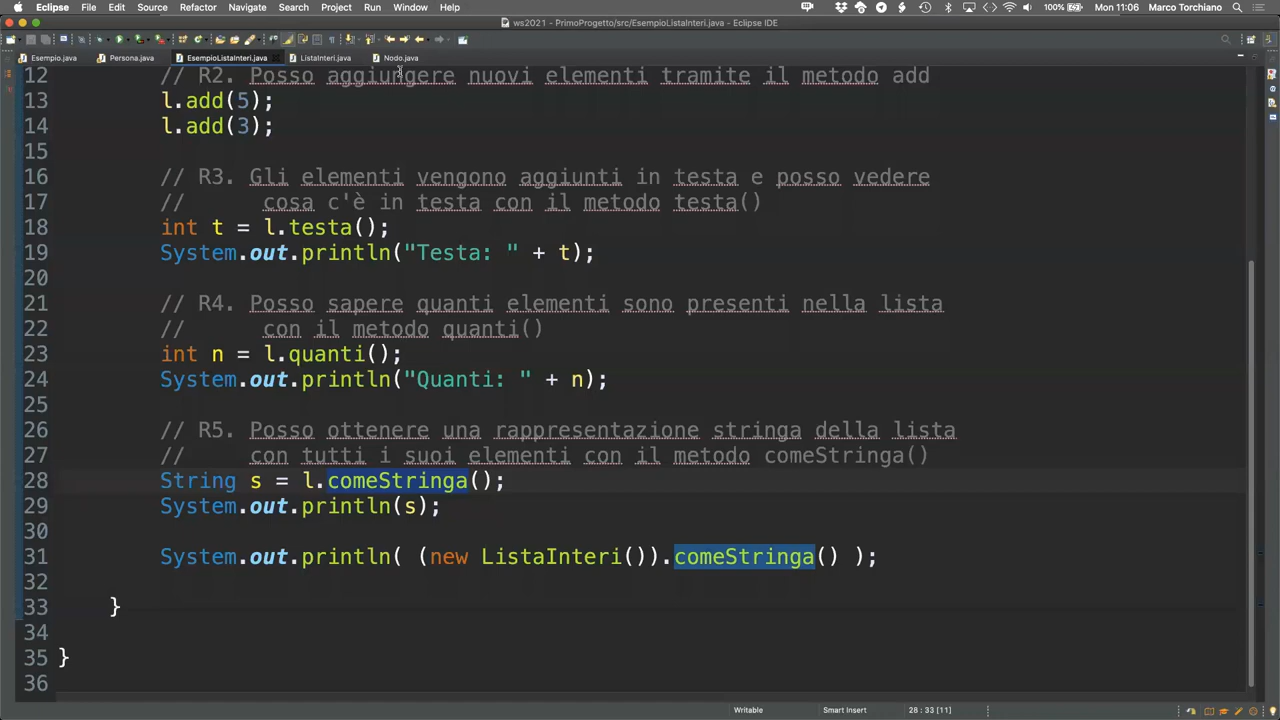 Eclipse File Edit Source Refactor Navigate Search Project Run Window Help 100% Mon 11:06 Marco Torchiano
ws2021 - PrimoProgetto/src/EsempioListaInteri.java - Eclipse IDE
Esempio.java Persona.java EsempioListaInteri.java ListaInteri.java Nodo.java
12 // R2. Posso aggiungere nuovi elementi tramite il metodo add
13 l.add(5);
14 l.add(3);
15
16 // R3. Gli elementi vengono aggiunti in testa e posso vedere
17 // cosa c'è in testa con il metodo testa()
18 int t = l.testa();
19 System.out.println("Testa: " + t);
20
21 // R4. Posso sapere quanti elementi sono presenti nella lista
22 // con il metodo quanti()
23 int n = l.quanti();
24 System.out.println("Quanti: " + n);
25
26 // R5. Posso ottenere una rappresentazione stringa della lista
27 // con tutti i suoi elementi con il metodo comeStringa()
28 String s = l.comeStringa();
29 System.out.println(s);
30
31 System.out.println( (new ListaInteri()).comeStringa() );
32
33 }
34
35 }
36
Writable Smart Insert 28 : 33 [11]